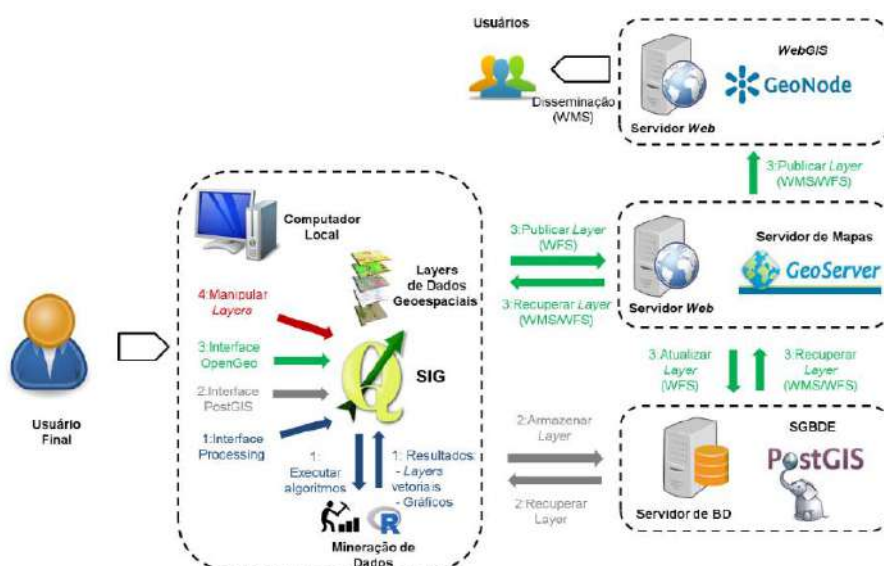 Usuários
Disseminação
(WMS)
WebGIS
GeoNode
Servidor Web
3:Publicar Layer
(WMS/WFS)
Computador
Local
Layers
de Dados
Geoespaciais
4:Manipular
Layers
3:Interface
OpenGeo
2:Interface
PostGIS
1:Interface
Processing
SIG
1:
Executar
algoritmos
1: Resultados:
- Layers
vetoriais
- Gráficos
R
Mineração de
Dados
Usuário
Final
3:Publicar Layer
(WFS)
3:Recuperar Layer
(WMS/WFS)
Servidor de Mapas
GeoServer
Servidor Web
3:Atualizar
Layer
(WFS)
3:Recuperar
Layer
(WMS/WFS)
2:Armazenar
Layer
2:Recuperar
Layer
SGBDE
PostGIS
Servidor de BD